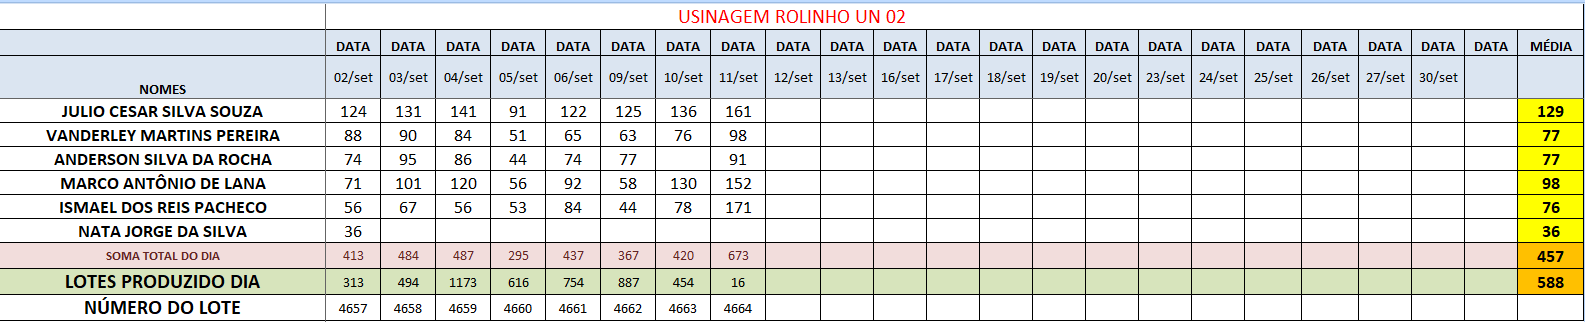 USINAGEM ROLINHO UN 02
DATA DATA DATA DATA DATA DATA DATA DATA DATA DATA DATA DATA DATA DATA DATA DATA DATA DATA DATA DATA DATA DATA MÉDIA
NOMES 02/set 03/set 04/set 05/set 06/set 09/set 10/set 11/set 12/set 13/set 16/set 17/set 18/set 19/set 20/set 23/set 24/set 25/set 26/set 27/set 30/set
JULIO CESAR SILVA SOUZA 124 131 141 91 122 125 136 161 129
VANDERLEY MARTINS PEREIRA 88 90 84 51 65 63 76 98 77
ANDERSON SILVA DA ROCHA 74 95 86 44 74 77 91 77
MARCO ANTÔNIO DE LANA 71 101 120 56 92 58 130 152 98
ISMAEL DOS REIS PACHECO 56 67 56 53 84 44 78 171 76
NATA JORGE DA SILVA 36 36
SOMA TOTAL DO DIA 413 484 487 295 437 367 420 673 457
LOTES PRODUZIDO DIA 313 494 1173 616 754 887 454 16 588
NÚMERO DO LOTE 4657 4658 4659 4660 4661 4662 4663 4664